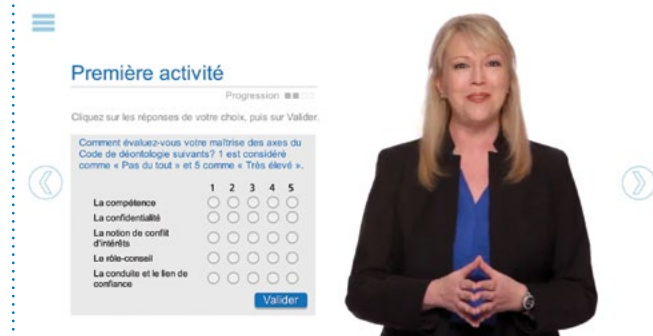 Première activité
Progression
Cliquez sur les réponses de votre choix, puis sur Valider.
Comment évaluez-vous votre maîtrise des axes du
Code de déontologie suivants? 1 est considéré
comme « Pas du tout » et 5 comme « Très élevé ».
1 2 3 4 5
La compétence
La confidentialité
La notion de conflit
d'intérêts
Le rôle-conseil
La conduite et le lien de
confiance
Valider